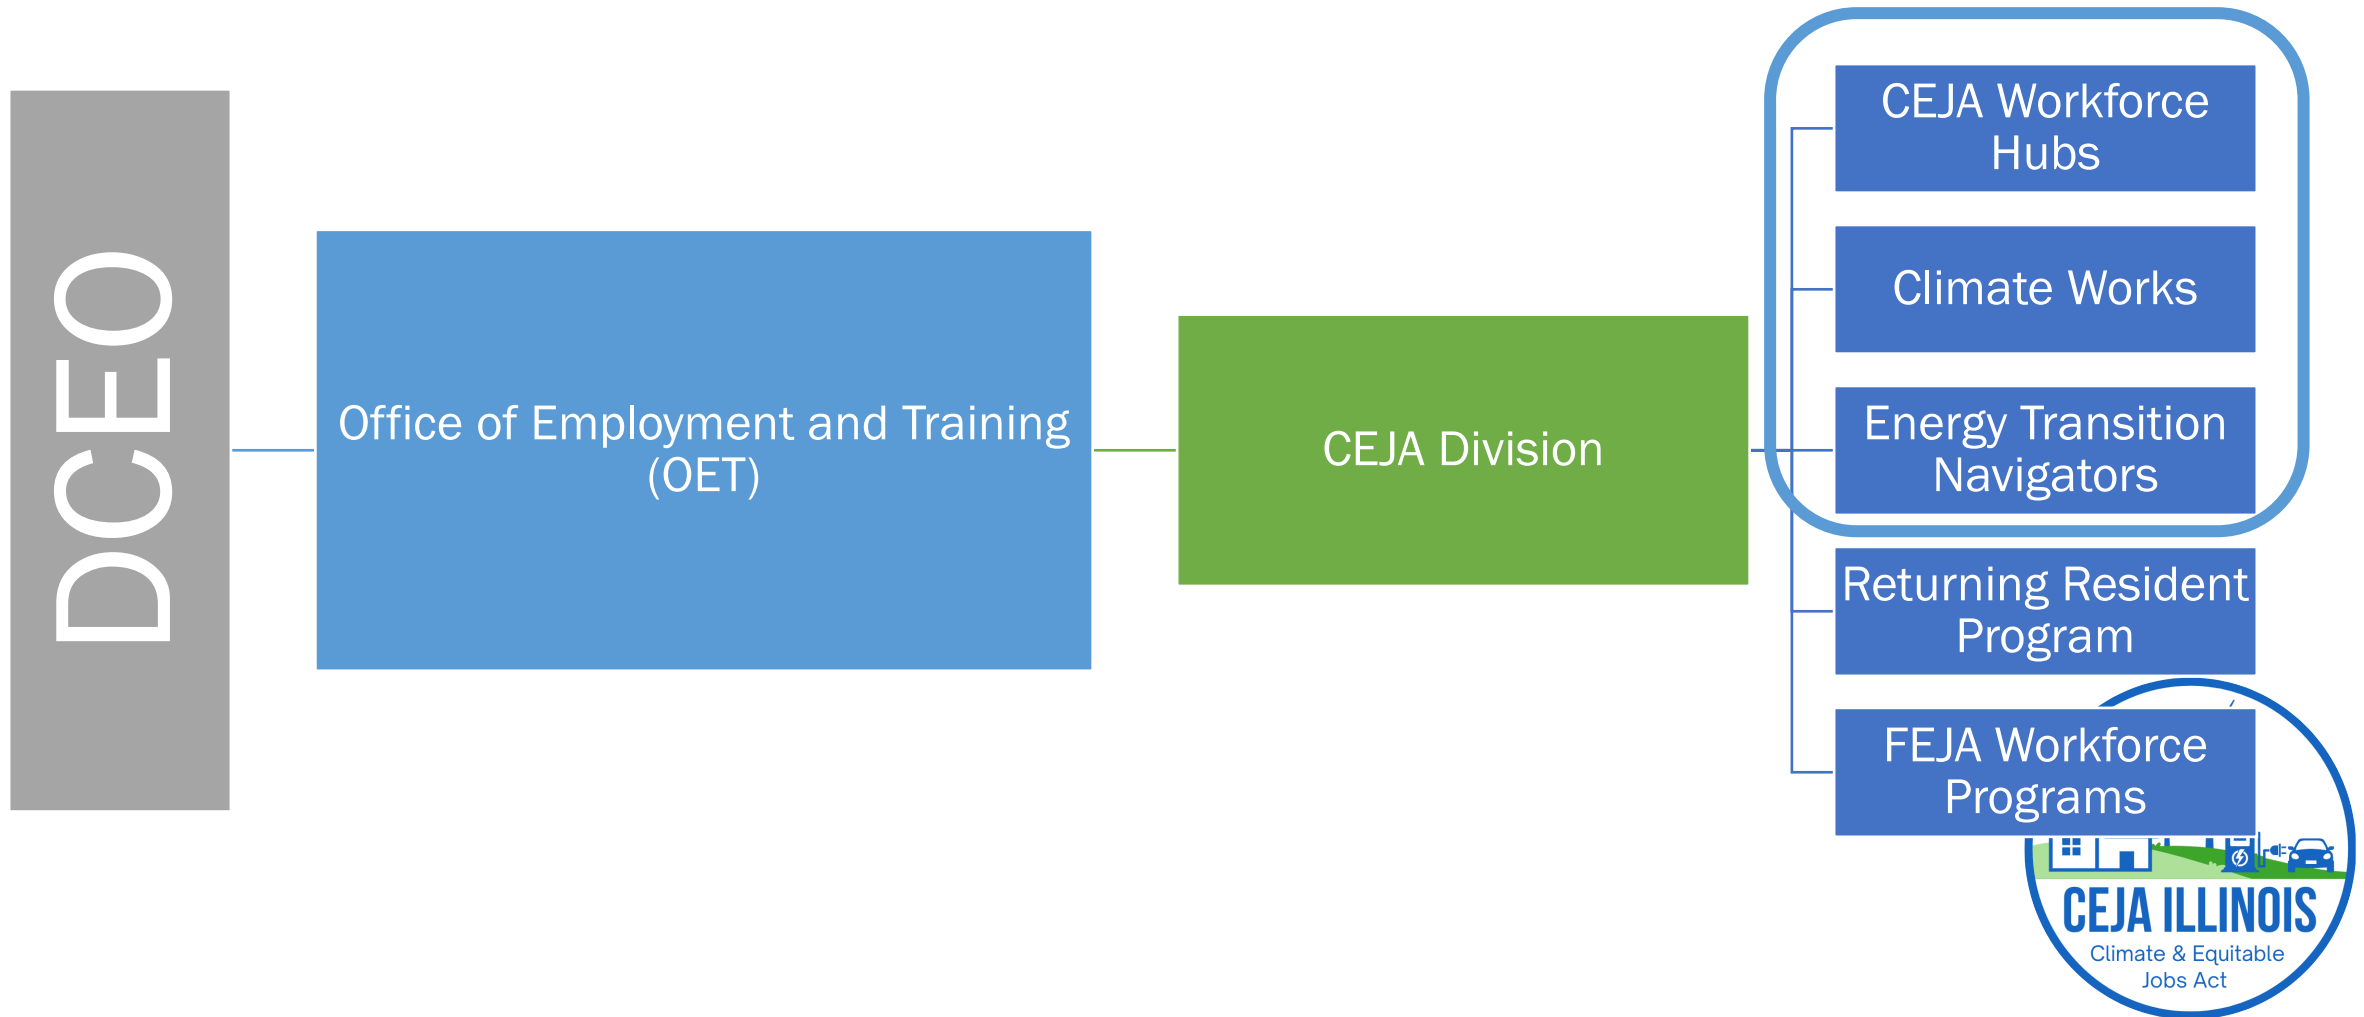 DCEO
Office of Employment and Training
(OET)
CEJA Division
CEJA Workforce
Hubs
Climate Works
Energy Transition
Navigators
Returning Resident
Program
FEJA Workforce
Programs
CEJA ILLINOIS
Climate & Equitable
Jobs Act